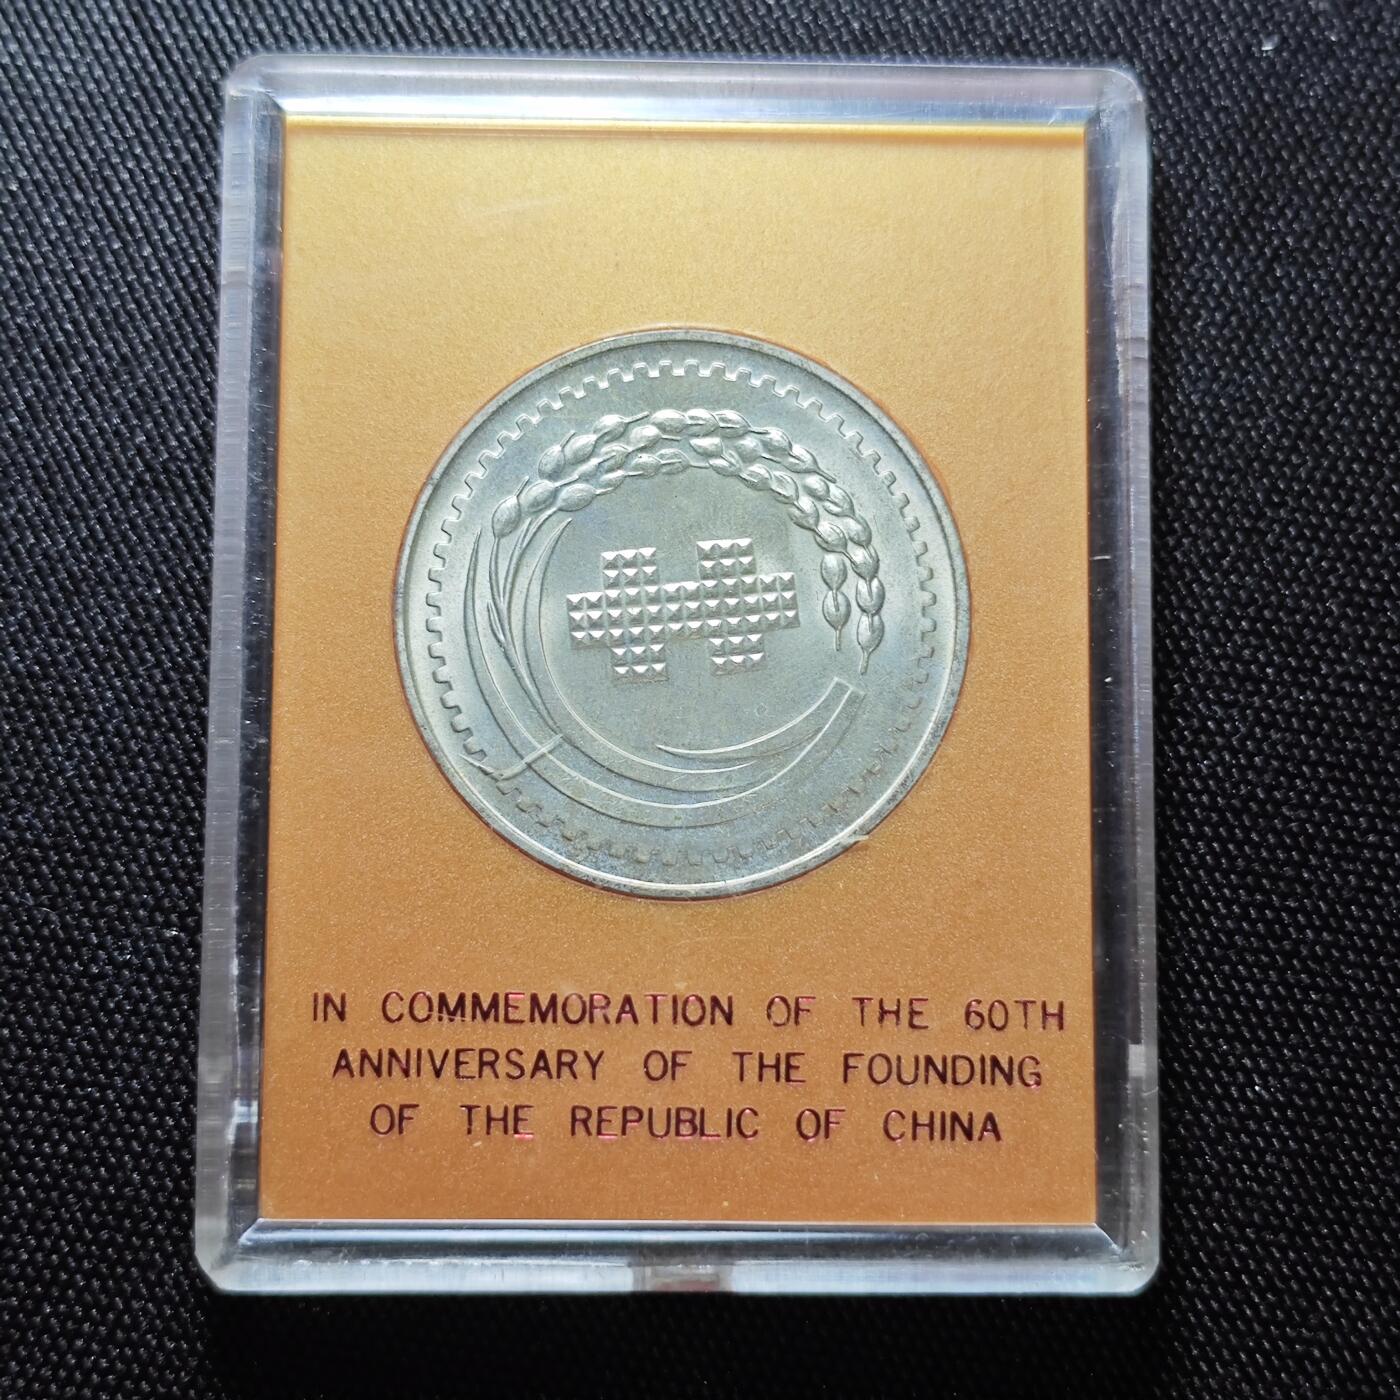 IN COMMEMORATION OF THE 60TH
ANNIVERSARY OF THE FOUNDING
OF THE REPUBLIC OF CHINA